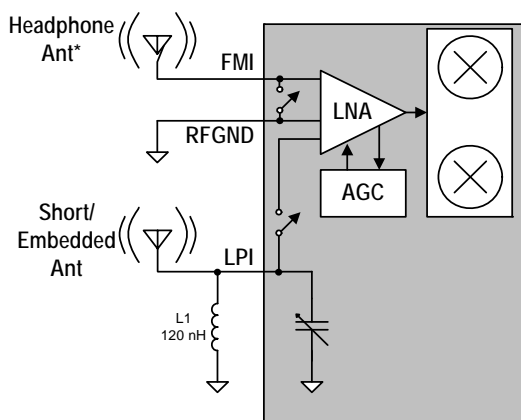 Headphone
Ant*
FMI
RFGND
LNA
AGC
Short/
Embedded
Ant
LPI
L1
120 nH